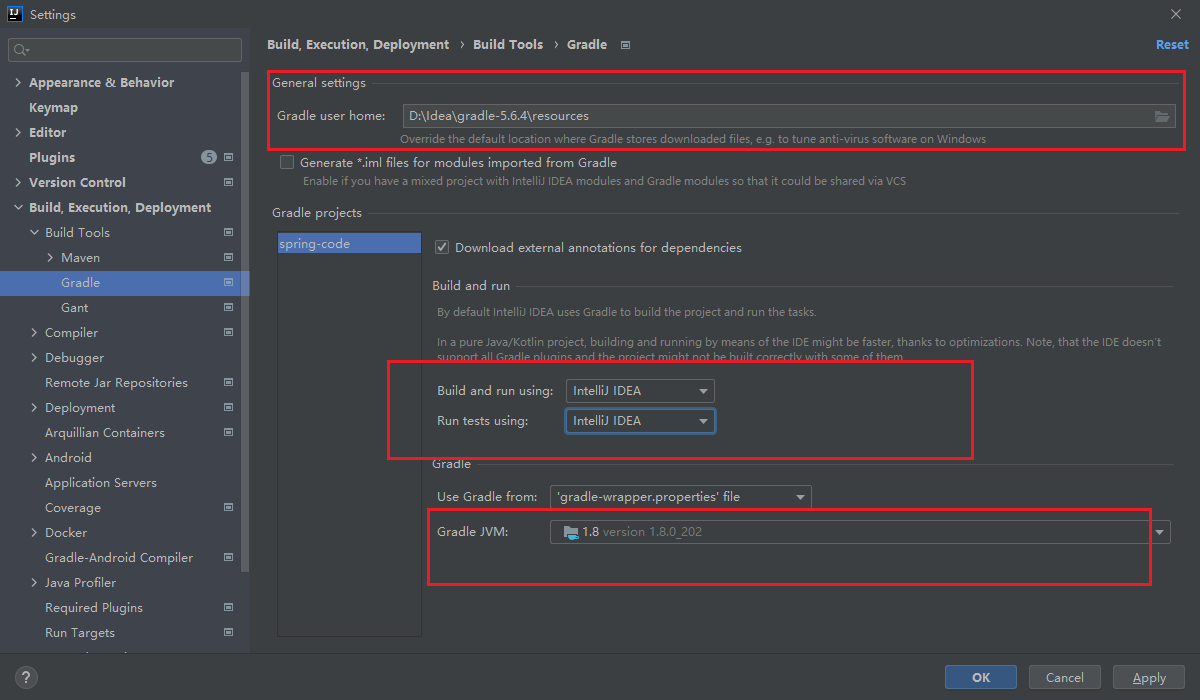 Settings
Build, Execution, Deployment › Build Tools › Gradle
Reset
Appearance & Behavior
Keymap
Editor
Plugins 5
Version Control
Build, Execution, Deployment
Build Tools
Maven
Gradle
Gant
Compiler
Debugger
Remote Jar Repositories
Deployment
Arquillian Containers
Android
Application Servers
Coverage
Docker
Gradle-Android Compiler
Java Profiler
Required Plugins
Run Targets
General settings
Gradle user home: D:\Idea\gradle-5.6.4\resources
Override the default location where Gradle stores downloaded files, e.g. to tune anti-virus software on Windows
Generate *.iml files for modules imported from Gradle
Enable if you have a mixed project with IntelliJ IDEA modules and Gradle modules so that it could be shared via VCS
Gradle projects
spring-code
Download external annotations for dependencies
Build and run
By default IntelliJ IDEA uses Gradle to build the project and run the tasks.
In a pure Java/Kotlin project, building and running by means of the IDE might be faster, thanks to optimizations. Note, that the IDE doesn't
support all Gradle plugins and the project might not be built correctly with some of them.
Build and run using: IntelliJ IDEA
Run tests using: IntelliJ IDEA
Gradle
Use Gradle from: 'gradle-wrapper.properties' file
Gradle JVM: 1.8 version 1.8.0_202
?
OK
Cancel
Apply